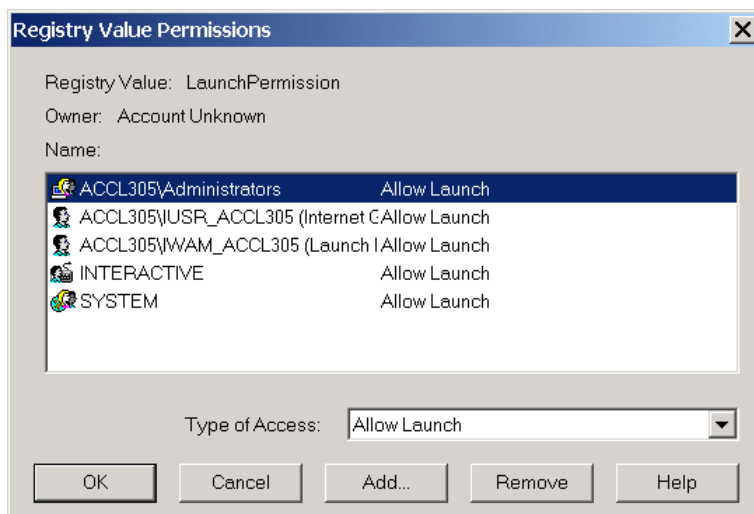 Registry Value Permissions
Registry Value: LaunchPermission
Owner: Account Unknown
Name:
ACCL305\Administrators Allow Launch
ACCL305\IUSR_ACCL305 (Internet G Allow Launch
ACCL305\IWAM_ACCL305 (Launch I Allow Launch
INTERACTIVE Allow Launch
SYSTEM Allow Launch
Type of Access: Allow Launch
OK Cancel Add... Remove Help